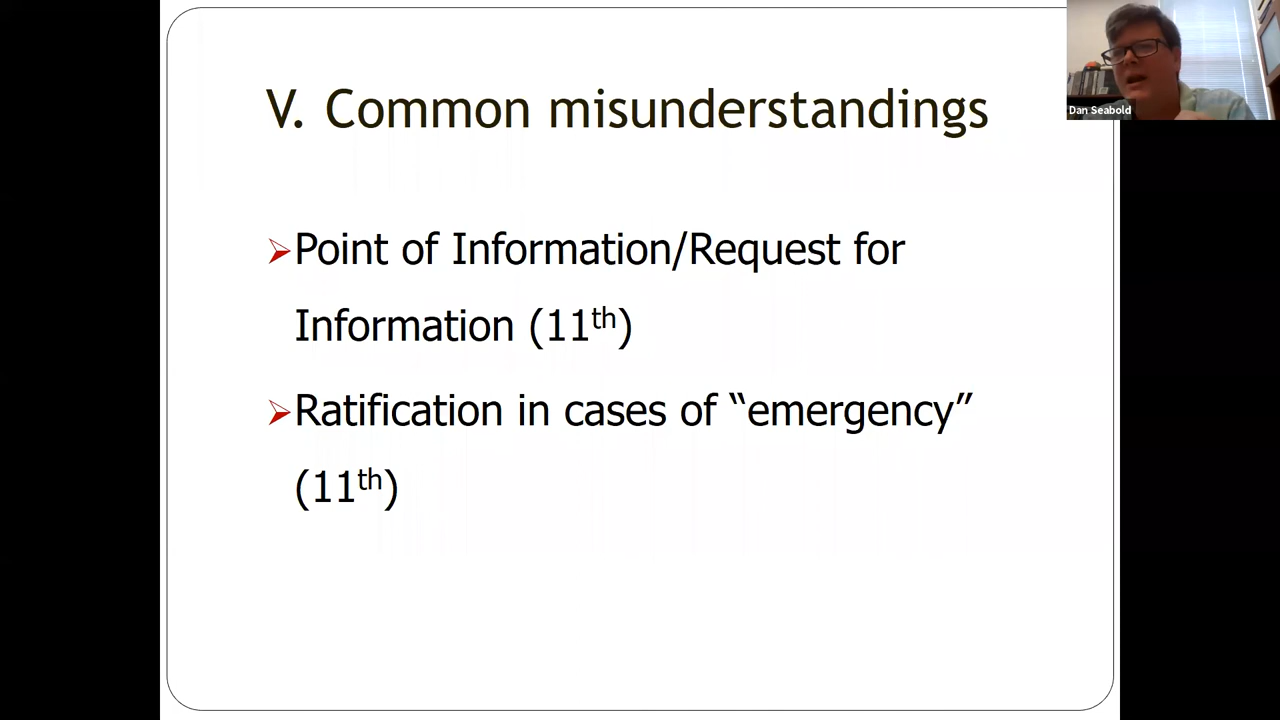 V. Common misunderstandings
Dan Seabold
➢Point of Information/Request for
Information (11th)
➢Ratification in cases of “emergency”
(11th)